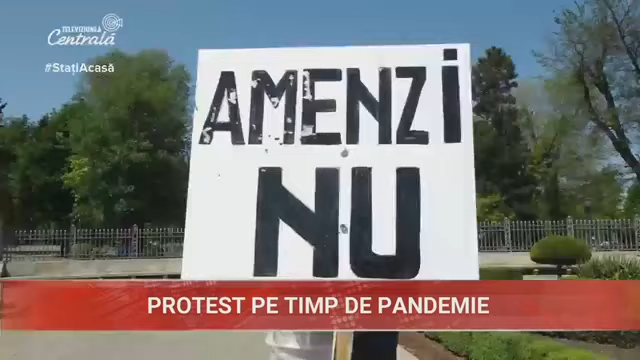 TELEVIZIUNEA
Centrală
#StațiAcasă
AMENZI
NU
PROTEST PE TIMP DE PANDEMIE